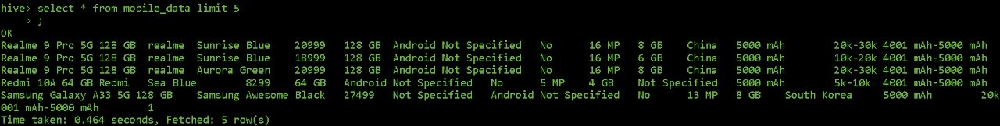 hive> select * from mobile_data limit 5
    > ;
OK
Realme 9 Pro 5G 128 GB  realme  Sunrise Blue    20999   128 GB  Android Not Specified   No      16 MP   8 GB    China   5000 mAh        20k-30k 4001 mAh-5000 mAh
Realme 9 Pro 5G 128 GB  realme  Sunrise Blue    18999   128 GB  Android Not Specified   No      16 MP   6 GB    China   5000 mAh        10k-20k 4001 mAh-5000 mAh
Realme 9 Pro 5G 128 GB  realme  Aurora Green    20999   128 GB  Android Not Specified   No      16 MP   8 GB    China   5000 mAh        20k-30k 4001 mAh-5000 mAh
Redmi 10A 64 GB Redmi   Sea Blue        8299    64 GB   Android Not Specified   No      5 MP    4 GB    Not Specified   5000 mAh        5k-10k  4001 mAh-5000 mAh
Samsung Galaxy A33 5G 128 GB    Samsung Awesome Black   27499   Not Specified   Android Not Specified   No      13 MP   8 GB    South Korea     5000 mAh        20k
001 mAh-5000 mAh        1
Time taken: 0.464 seconds, Fetched: 5 row(s)